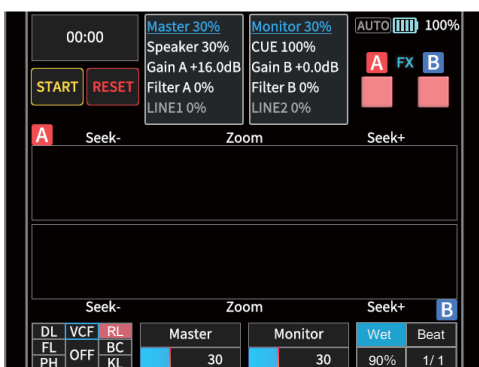 00:00
START RESET
Master 30%
Speaker 30%
Gain A +16.0dB
Filter A 0%
LINE1 0%
Monitor 30%
CUE 100%
Gain B +0.0dB
Filter B 0%
LINE2 0%
AUTO 100%
A FX B
A Seek- Zoom Seek+
Seek- Zoom Seek+ B
DL VCF RL
FL OFF BC
PH KL
Master
30
Monitor
30
Wet Beat
90% 1/ 1